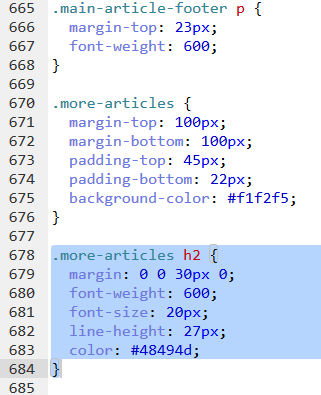 665 .main-article-footer p {
666 margin-top: 23px;
667 font-weight: 600;
668 }
669
670 .more-articles {
671 margin-top: 100px;
672 margin-bottom: 100px;
673 padding-top: 45px;
674 padding-bottom: 22px;
675 background-color: #f1f2f5;
676 }
677
678 .more-articles h2 {
679 margin: 0 0 30px 0;
680 font-weight: 600;
681 font-size: 20px;
682 line-height: 27px;
683 color: #48494d;
684 }
685